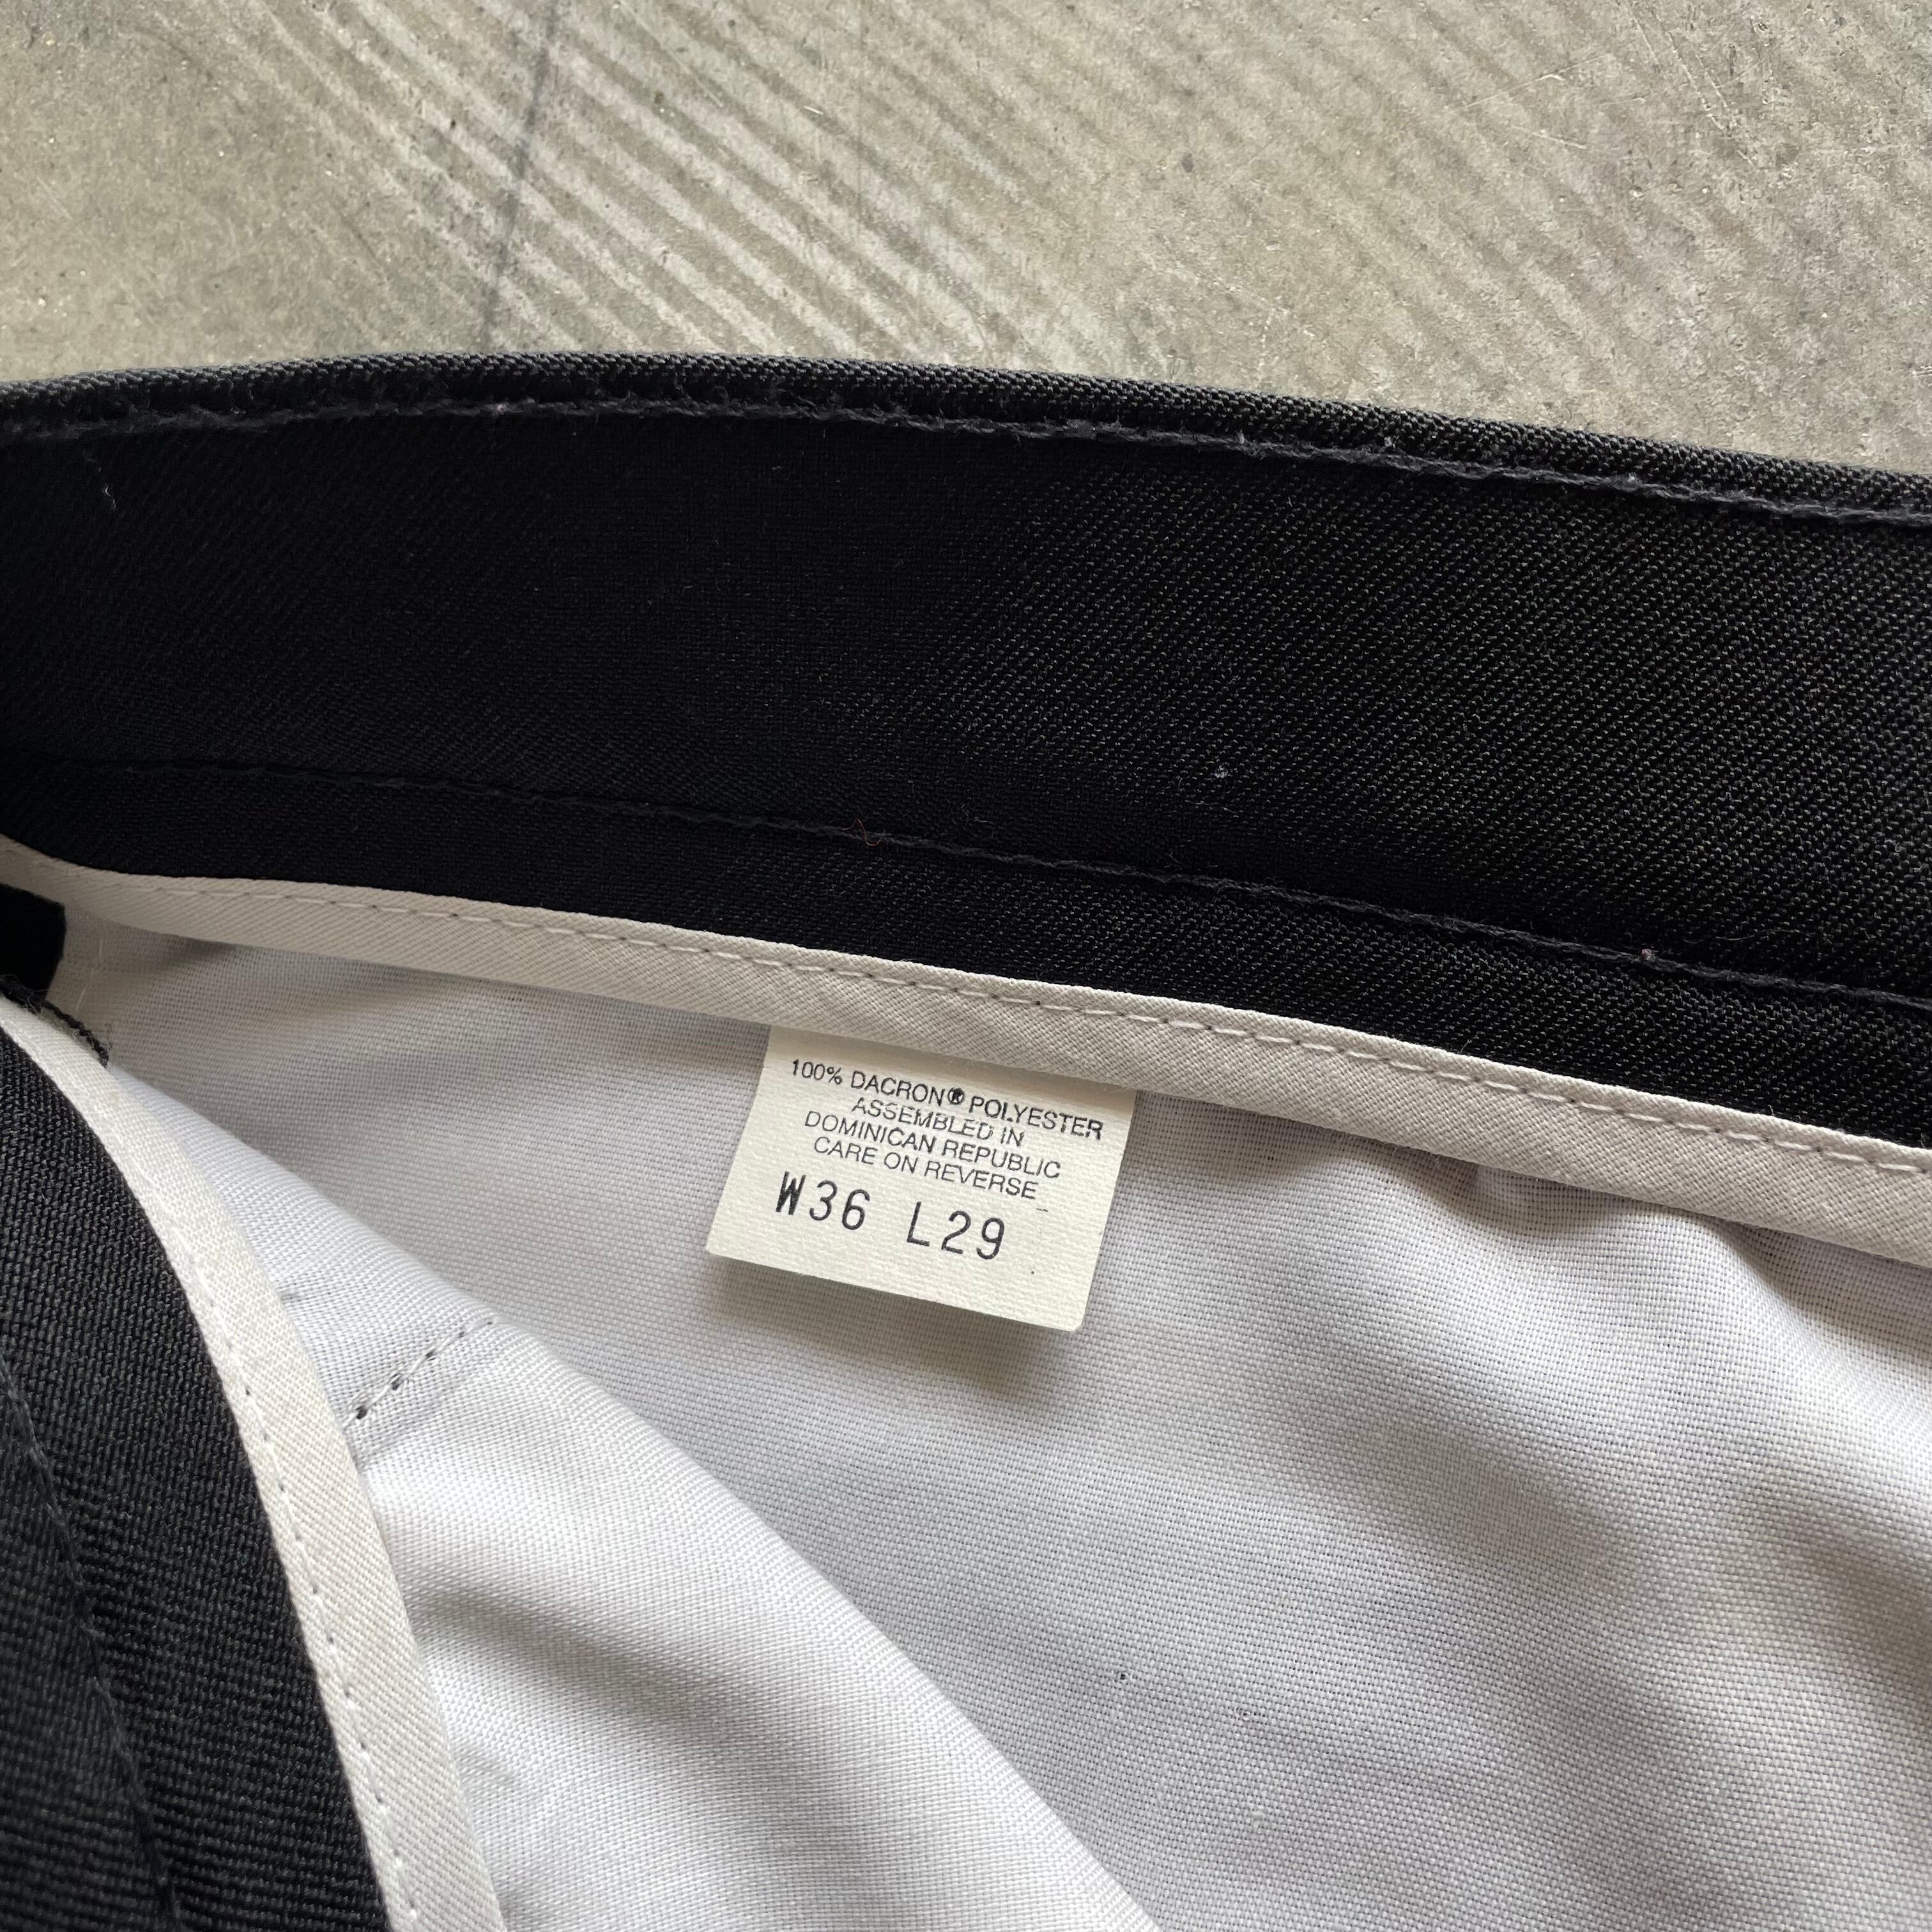 100% DACRON® POLYESTER
ASSEMBLED IN
DOMINICAN REPUBLIC
CARE ON REVERSE
W36 L29